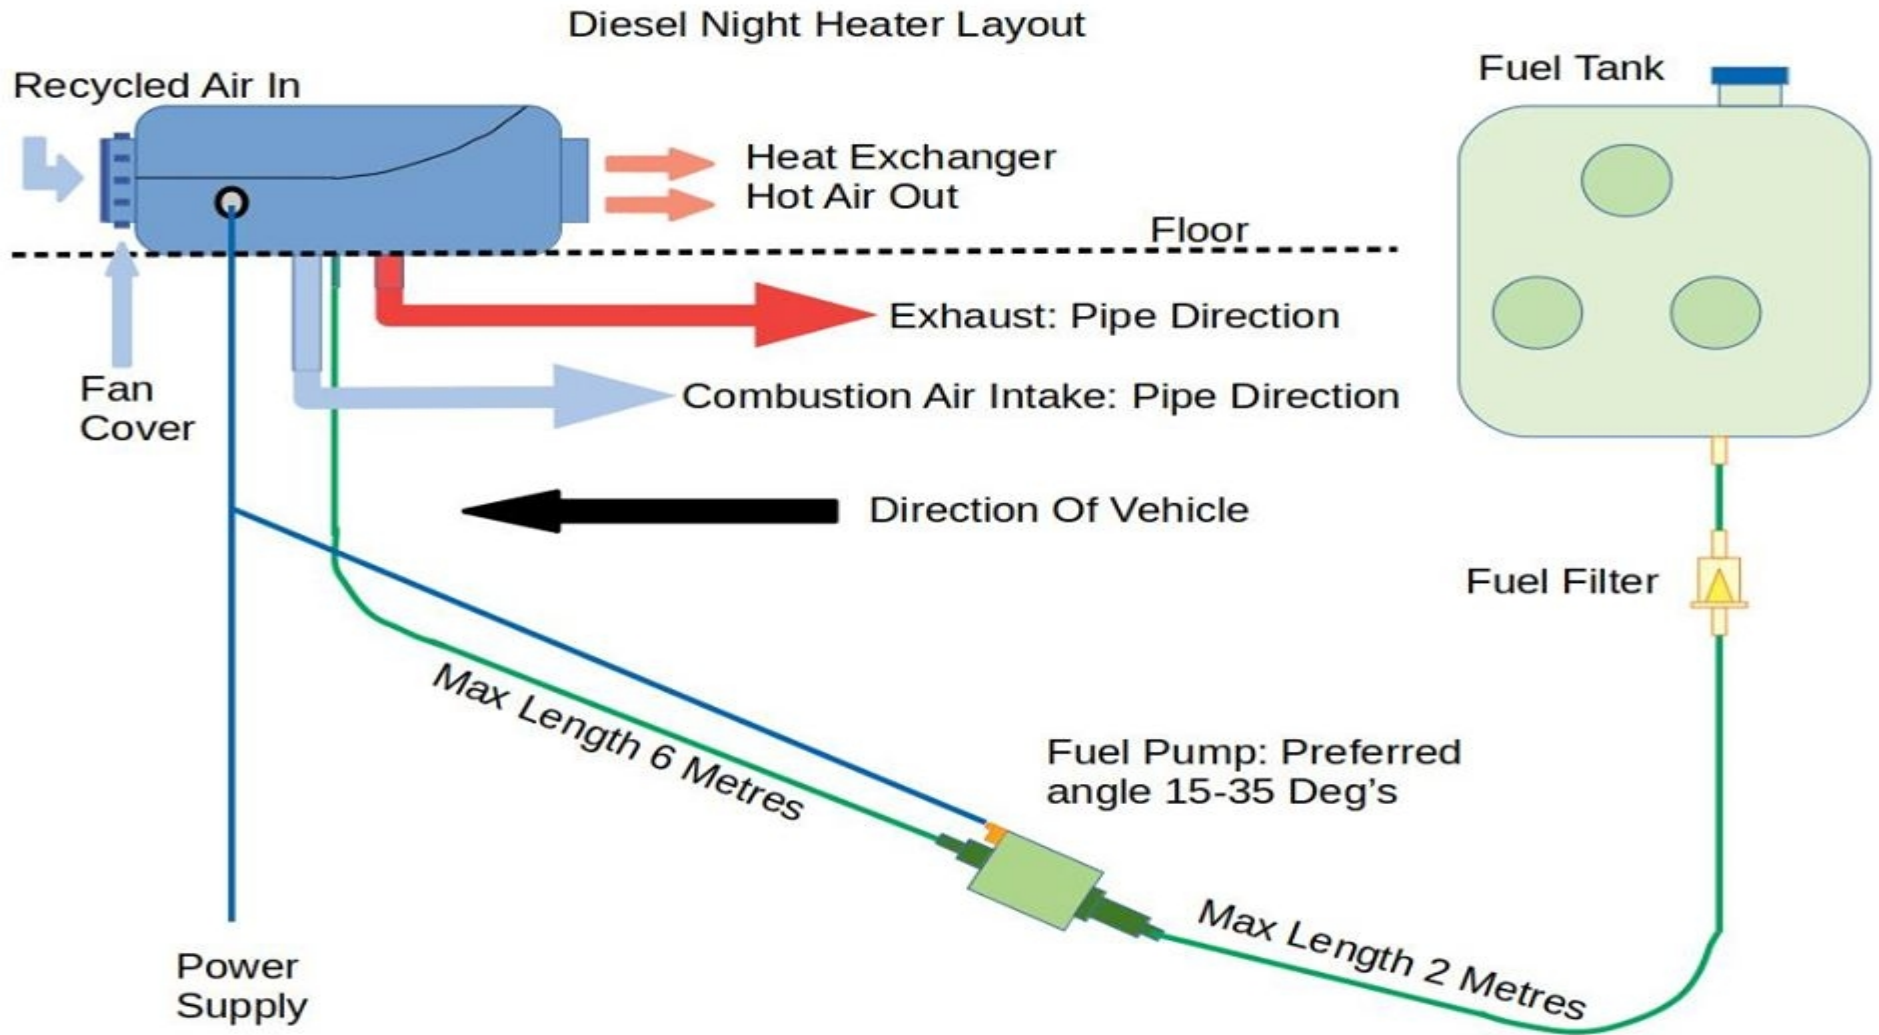 Diesel Night Heater Layout
Recycled Air In
Fuel Tank
Heat Exchanger
Hot Air Out
Floor
Exhaust: Pipe Direction
Fan
Cover
Combustion Air Intake: Pipe Direction
Direction Of Vehicle
Fuel Filter
Max Length 6 Metres
Fuel Pump: Preferred
angle 15-35 Deg’s
Max Length 2 Metres
Power
Supply